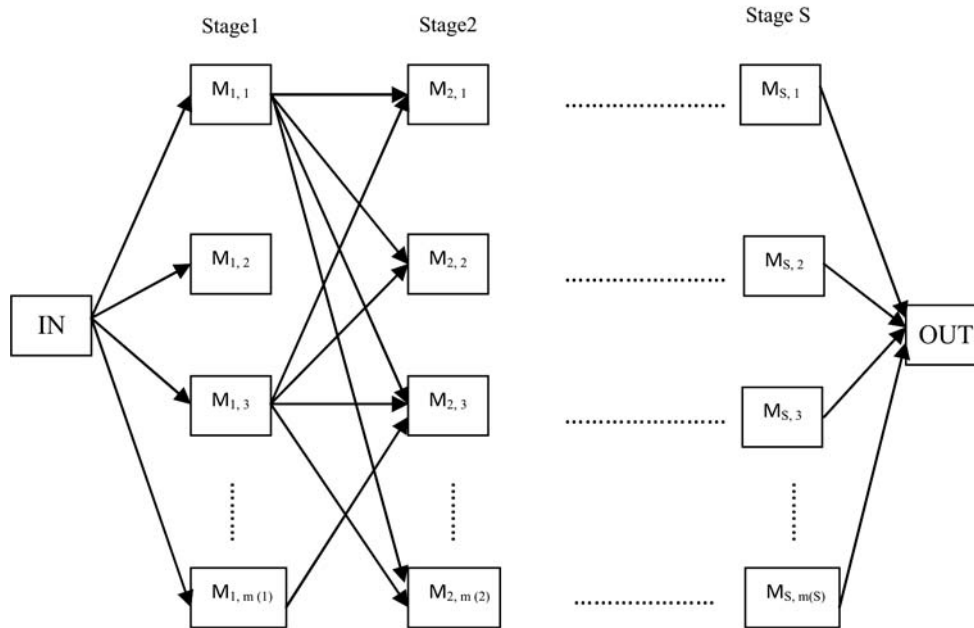 Stage1
Stage2
Stage S
M1, 1
M2, 1
MS, 1
M1, 2
M2, 2
MS, 2
IN
OUT
M1, 3
M2, 3
MS, 3
M1, m (1)
M2, m (2)
MS, m(S)